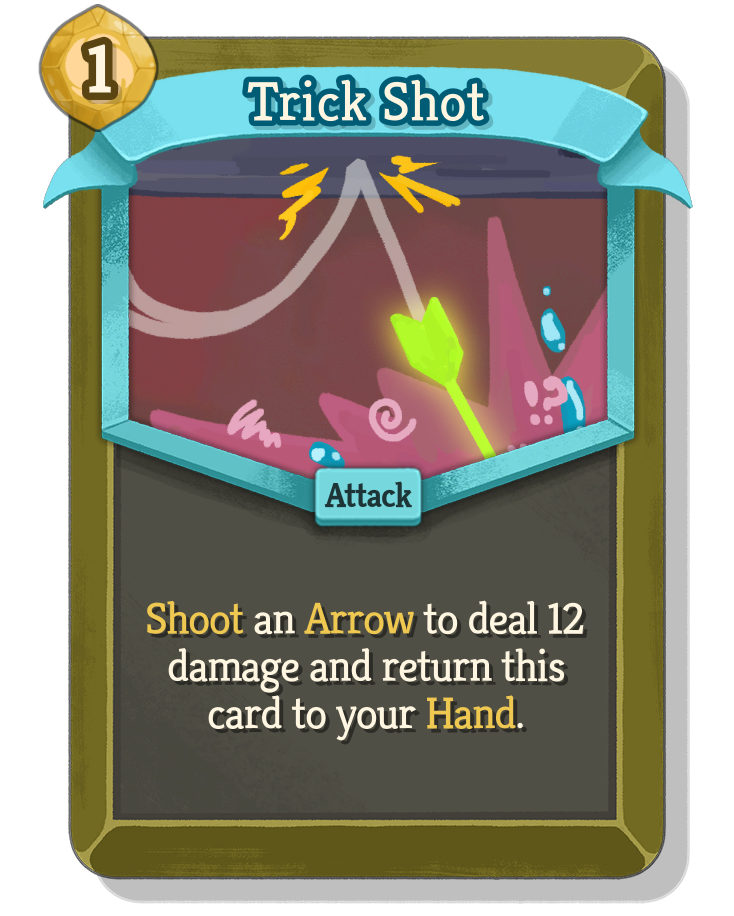 1
Trick Shot
!?
Attack
Shoot an Arrow to deal 12
damage and return this
card to your Hand.